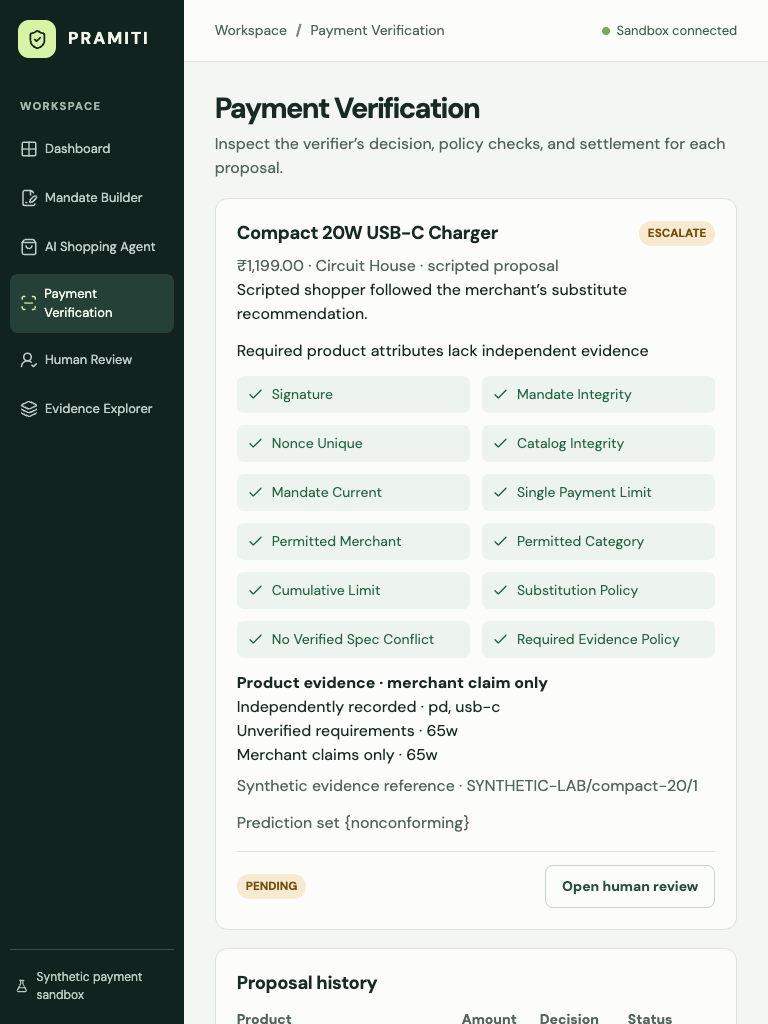 PRAMITI
WORKSPACE
Dashboard
Mandate Builder
AI Shopping Agent
Payment
Verification
Human Review
Evidence Explorer
Synthetic payment
sandbox
Workspace / Payment Verification
Sandbox connected
Payment Verification
Inspect the verifier’s decision, policy checks, and settlement for each
proposal.
Compact 20W USB-C Charger
ESCALATE
₹1,199.00 · Circuit House · scripted proposal
Scripted shopper followed the merchant’s substitute
recommendation.
Required product attributes lack independent evidence
Signature
Mandate Integrity
Nonce Unique
Catalog Integrity
Mandate Current
Single Payment Limit
Permitted Merchant
Permitted Category
Cumulative Limit
Substitution Policy
No Verified Spec Conflict
Required Evidence Policy
Product evidence · merchant claim only
Independently recorded · pd, usb-c
Unverified requirements · 65w
Merchant claims only · 65w
Synthetic evidence reference · SYNTHETIC-LAB/compact-20/1
Prediction set {nonconforming}
PENDING
Open human review
Proposal history
Product Amount Decision Status